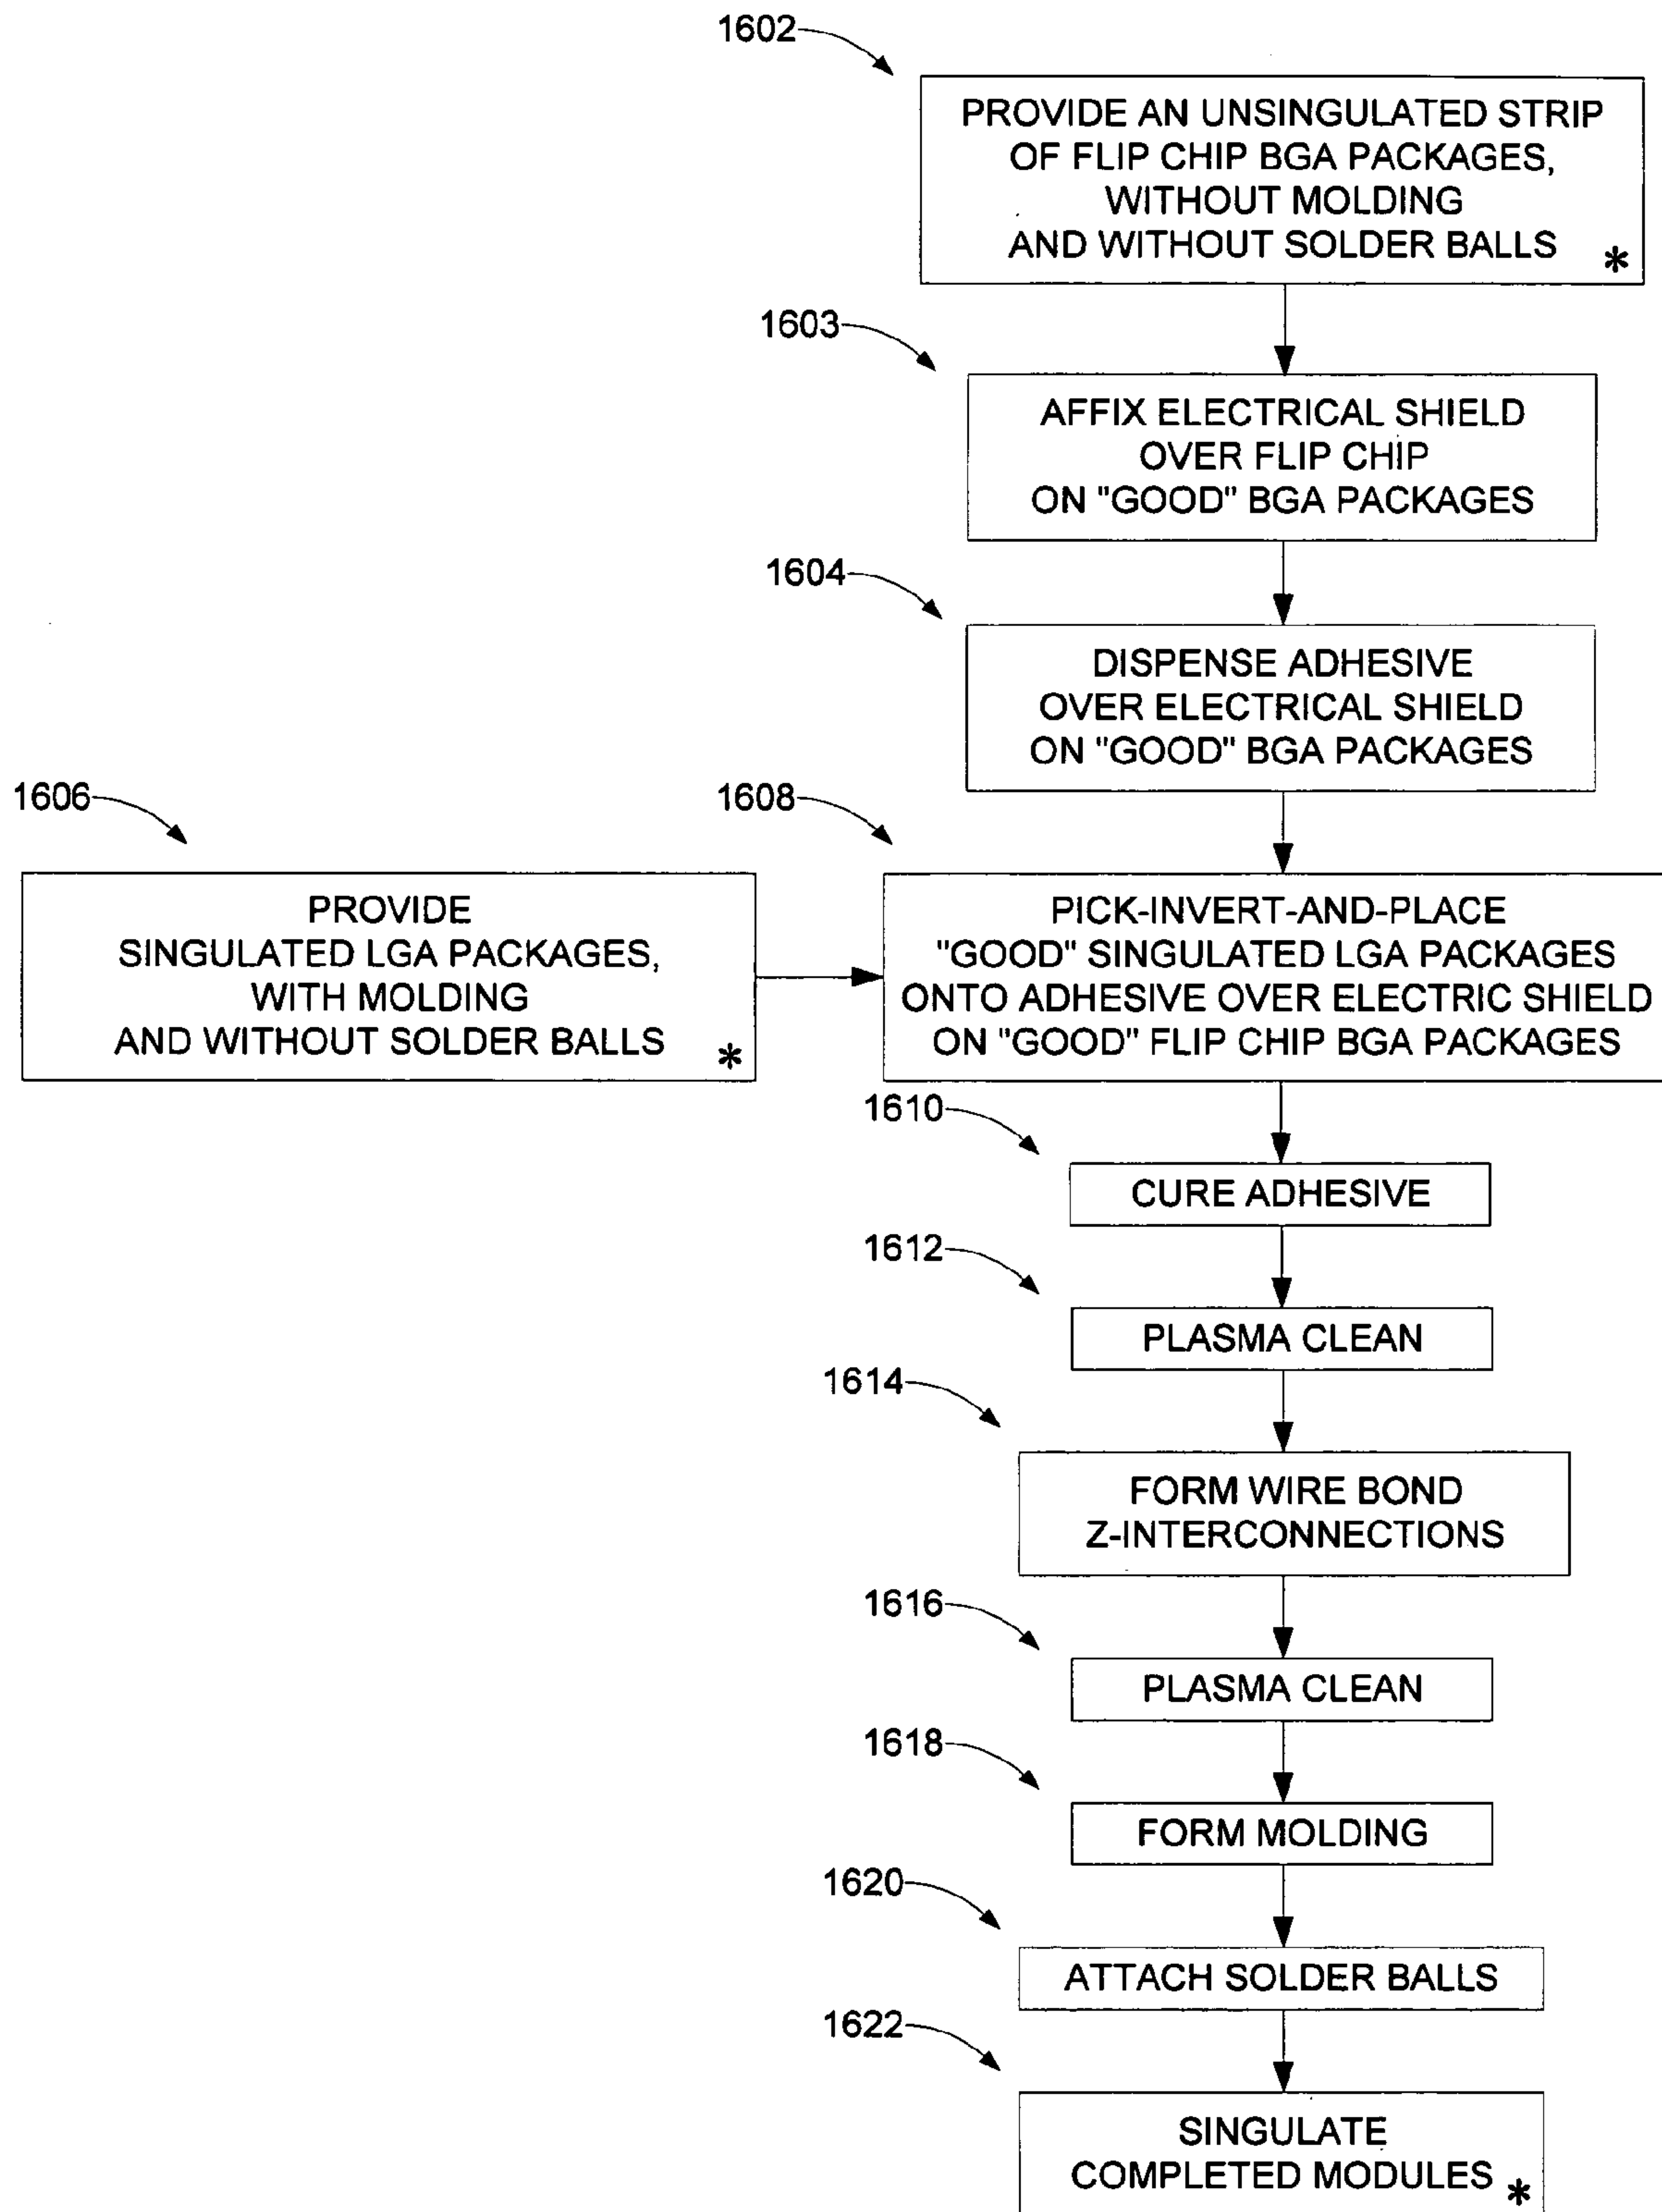 1602
PROVIDE AN UNSINGULATED STRIP
OF FLIP CHIP BGA PACKAGES,
WITHOUT MOLDING
AND WITHOUT SOLDER BALLS *
1603
AFFIX ELECTRICAL SHIELD
OVER FLIP CHIP
ON "GOOD" BGA PACKAGES
1604
DISPENSE ADHESIVE
OVER ELECTRICAL SHIELD
ON "GOOD" BGA PACKAGES
1606
PROVIDE
SINGULATED LGA PACKAGES,
WITH MOLDING
AND WITHOUT SOLDER BALLS *
1608
PICK-INVERT-AND-PLACE
"GOOD" SINGULATED LGA PACKAGES
ONTO ADHESIVE OVER ELECTRIC SHIELD
ON "GOOD" FLIP CHIP BGA PACKAGES
1610
CURE ADHESIVE
1612
PLASMA CLEAN
1614
FORM WIRE BOND
Z-INTERCONNECTIONS
1616
PLASMA CLEAN
1618
FORM MOLDING
1620
ATTACH SOLDER BALLS
1622
SINGULATE
COMPLETED MODULES *